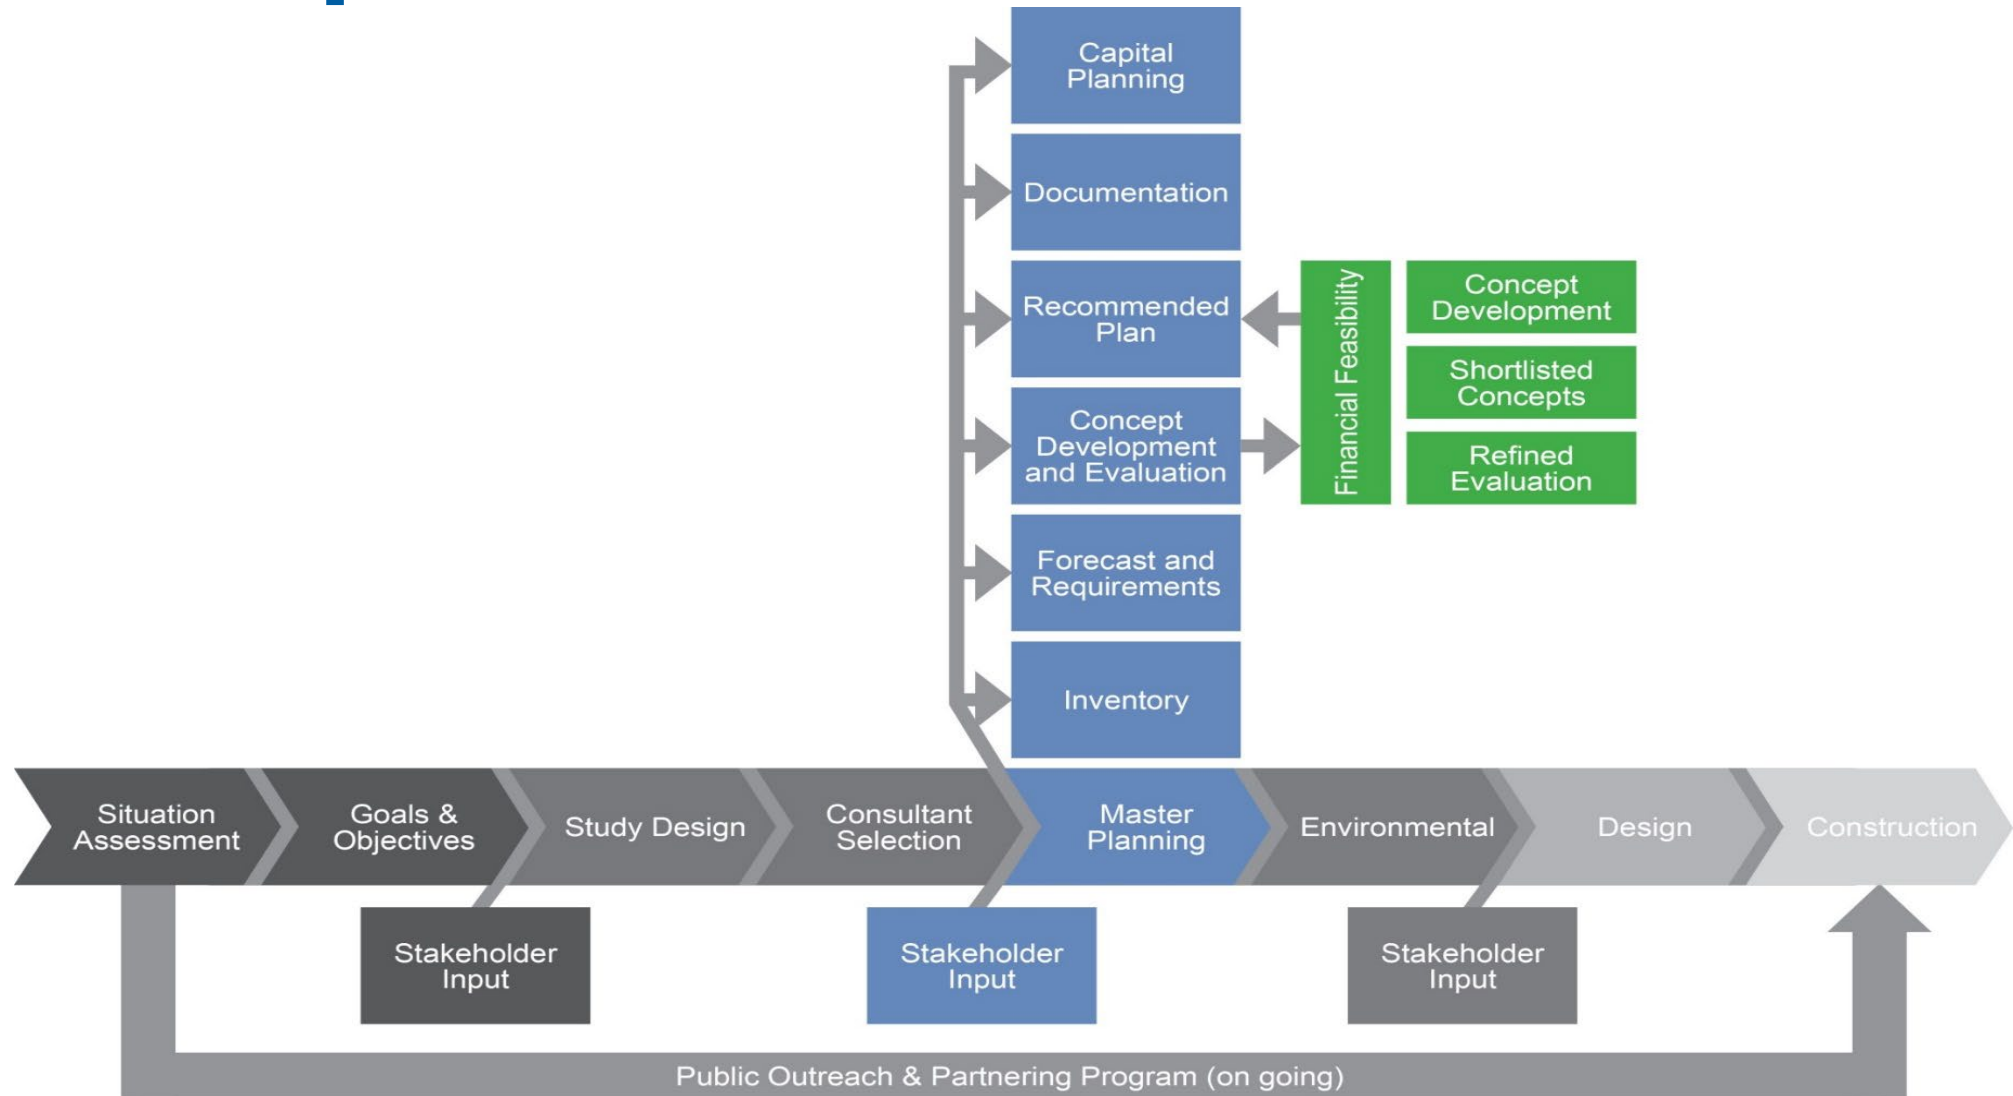 Capital
Planning
Documentation
Recommended
Plan
Financial Feasibility
Concept
Development
Shortlisted
Concepts
Refined
Evaluation
Concept
Development
and Evaluation
Forecast and
Requirements
Inventory
Situation
Assessment
Goals &
Objectives
Study Design
Consultant
Selection
Master
Planning
Environmental
Design
Construction
Stakeholder
Input
Stakeholder
Input
Stakeholder
Input
Public Outreach & Partnering Program (on going)